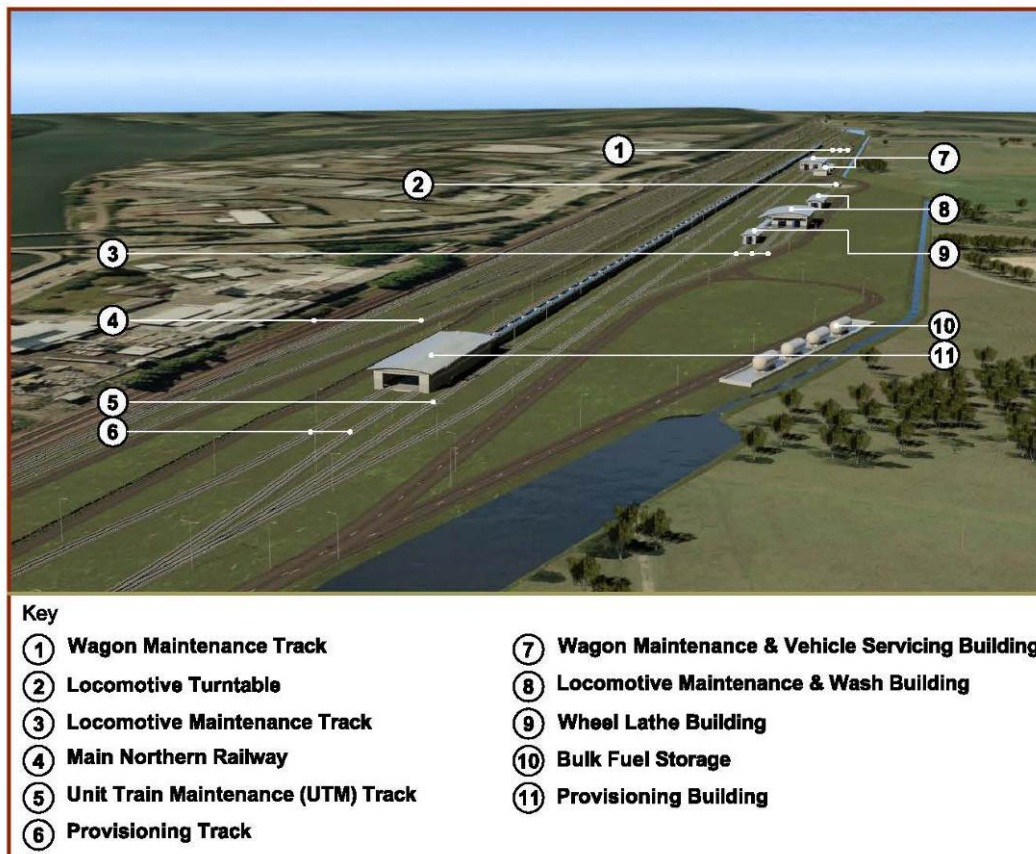 1
7
2
8
3
9
4
10
11
5
6
Key
1 Wagon Maintenance Track
2 Locomotive Turntable
3 Locomotive Maintenance Track
4 Main Northern Railway
5 Unit Train Maintenance (UTM) Track
6 Provisioning Track
7 Wagon Maintenance & Vehicle Servicing Building
8 Locomotive Maintenance & Wash Building
9 Wheel Lathe Building
10 Bulk Fuel Storage
11 Provisioning Building